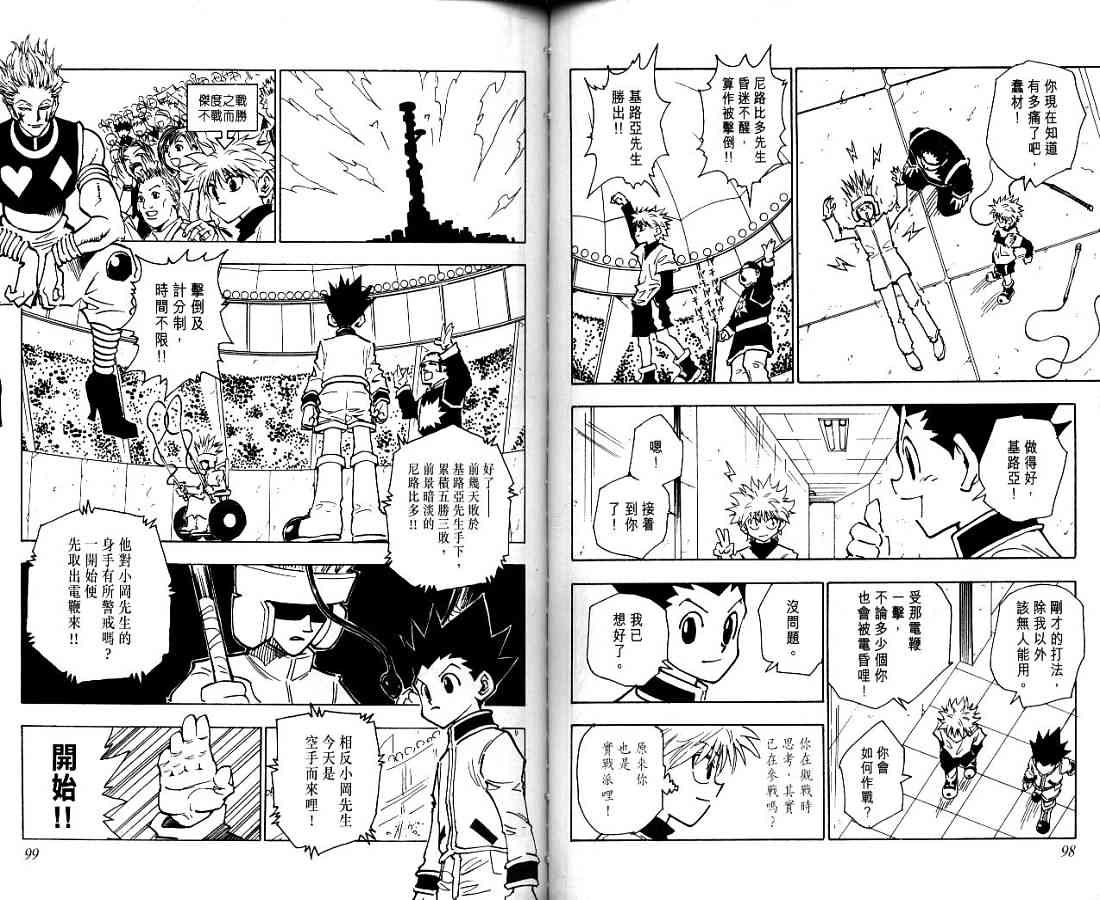 你現在知道
有多痛了吧，
蠢材！
尼路比多先生
昏迷不醒，
算作被擊倒!!
基路亞先生
勝出!!
做得好，
基路亞！
嗯！
接着
到你
了！
剛才的打法，
除我以外
該無人能用。
受那電鞭
一擊，
不論多少個你
也會被電昏哩！
你會
如何作戰？
沒問題。
我已
想好了。
你在觀戰時
思考，其實
已在參戰嗎？
原來你
也是
實戰派哩！
98
傑度之戰
不戰而勝
擊倒及
計分制，
時間不限!!
好了——
前幾天敗於
基路亞先生手下，
累積五勝三敗，
前景暗淡的
尼路比多!!
他對小岡先生的
身手有所警戒嗎？
一開始便
先取出電鞭來!!
相反小岡先生
今天是
空手而來哩！
開始!!
99